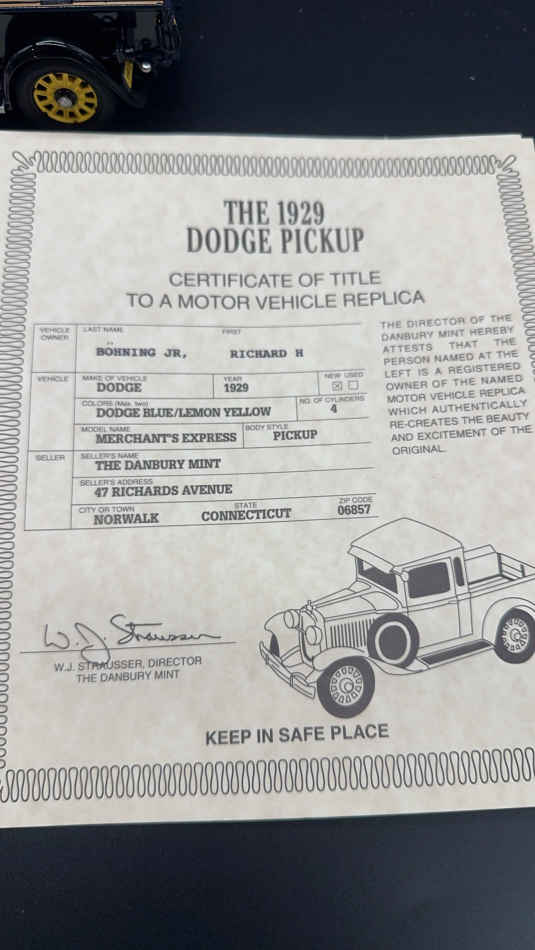 THE 1929
DODGE PICKUP
CERTIFICATE OF TITLE
TO A MOTOR VEHICLE REPLICA
VEHICLE OWNER
LAST NAME FIRST
BÖHNING JR, RICHARD H
VEHICLE
MAKE OF VEHICLE YEAR NEW USED
DODGE 1929 ☒ ☐
COLORS (Max. two) NO. OF CYLINDERS
DODGE BLUE/LEMON YELLOW 4
MODEL NAME BODY STYLE
MERCHANT'S EXPRESS PICKUP
SELLER
SELLER'S NAME
THE DANBURY MINT
SELLER'S ADDRESS
47 RICHARDS AVENUE
CITY OR TOWN STATE ZIP CODE
NORWALK CONNECTICUT 06857
THE DIRECTOR OF THE
DANBURY MINT HEREBY
ATTESTS THAT THE
PERSON NAMED AT THE
LEFT IS A REGISTERED
OWNER OF THE NAMED
MOTOR VEHICLE REPLICA
WHICH AUTHENTICALLY
RE-CREATES THE BEAUTY
AND EXCITEMENT OF THE
ORIGINAL.
W.J. Strausser
W.J. STRAUSSER, DIRECTOR
THE DANBURY MINT
KEEP IN SAFE PLACE